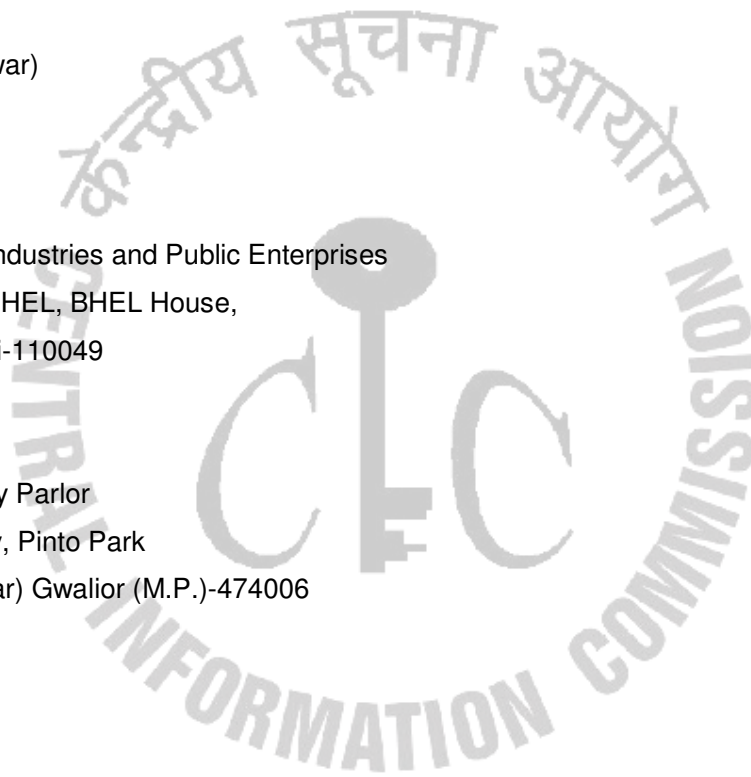 केन्द्रीय सूचना आयोग
war)
ndustries and Public Enterprises
HEL, BHEL House,
i-110049
y Parlor
, Pinto Park
ar) Gwalior (M.P.)-474006
CIC
CENTRAL INFORMATION COMMISSION